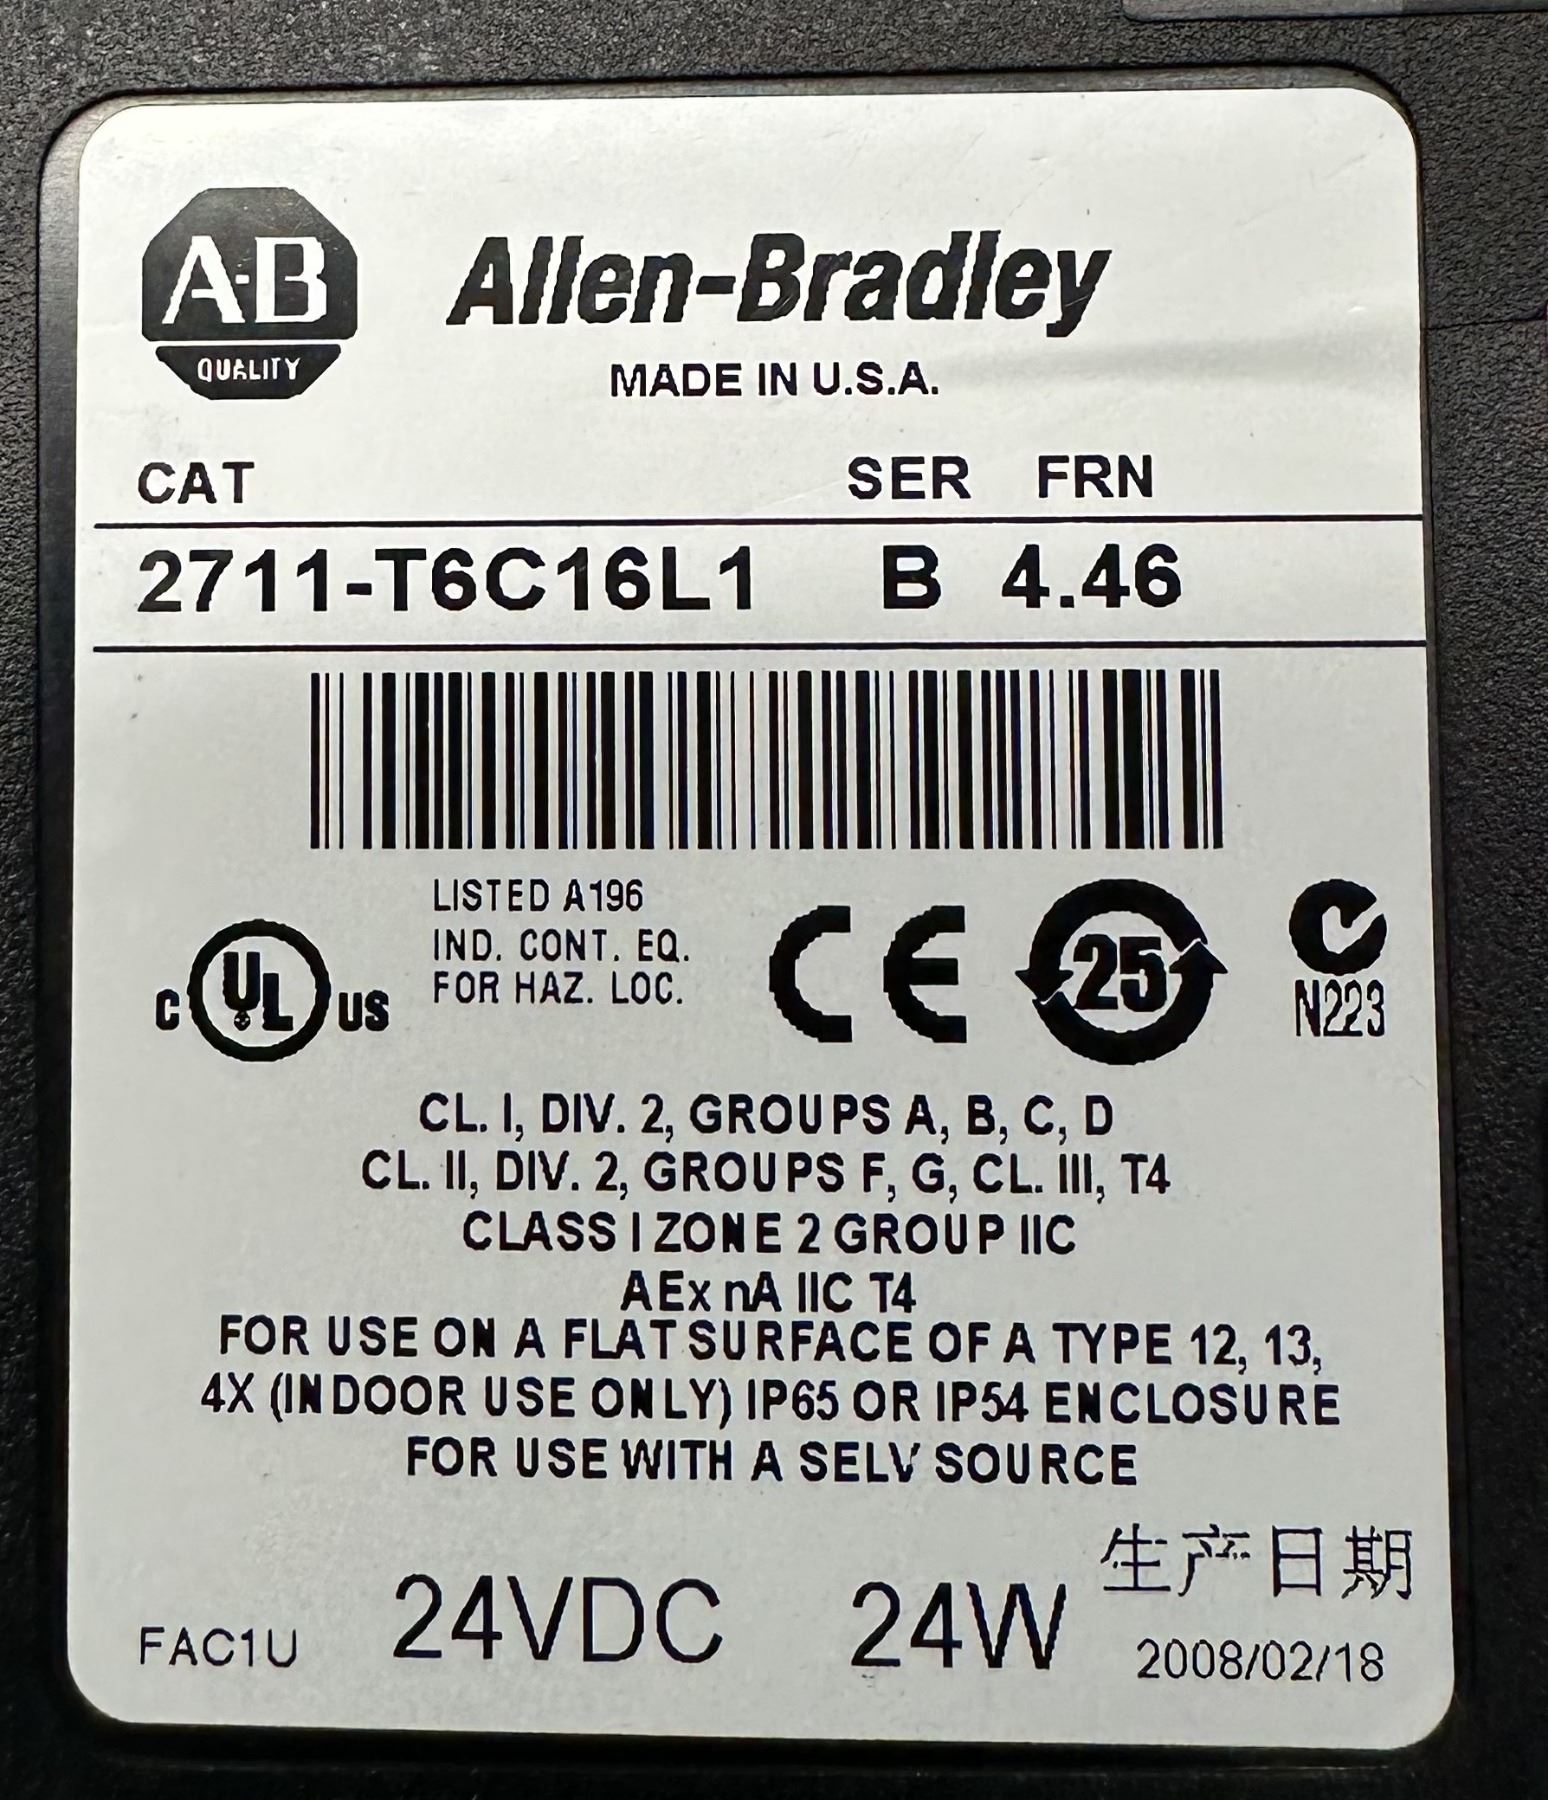 A-B
QUALITY
Allen-Bradley
MADE IN U.S.A.
CAT SER FRN
2711-T6C16L1 B 4.46
LISTED A196
IND. CONT. EQ.
FOR HAZ. LOC.
C UL US
CE
25
N223
CL. I, DIV. 2, GROUPS A, B, C, D
CL. II, DIV. 2, GROUPS F, G, CL. III, T4
CLASS I ZONE 2 GROUP IIC
AEx nA IIC T4
FOR USE ON A FLAT SURFACE OF A TYPE 12, 13,
4X (INDOOR USE ONLY) IP65 OR IP54 ENCLOSURE
FOR USE WITH A SELV SOURCE
生产日期
FAC1U 24VDC 24W 2008/02/18